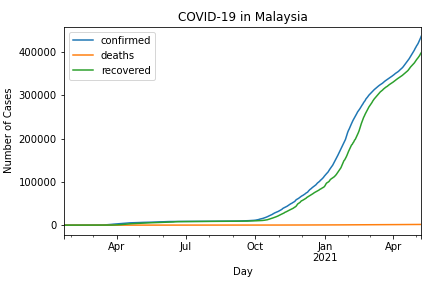 COVID-19 in Malaysia
confirmed
deaths
recovered
Number of Cases
400000
300000
200000
100000
0
Apr
Jul
Oct
Jan
2021
Apr
Day